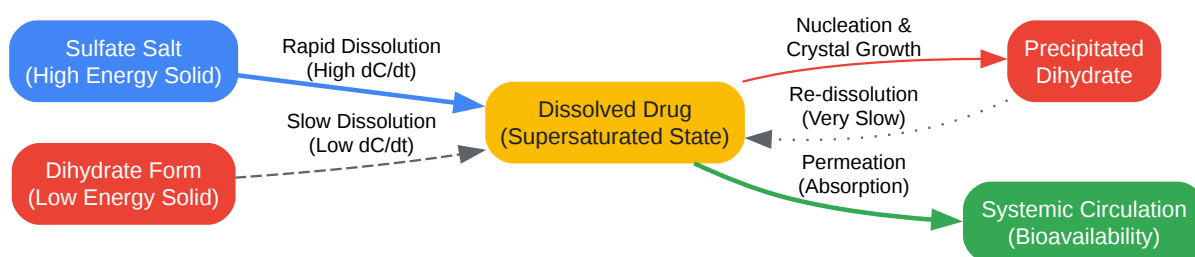 Sulfate Salt
(High Energy Solid)
Rapid Dissolution
(High dC/dt)
Dihydrate Form
(Low Energy Solid)
Slow Dissolution
(Low dC/dt)
Dissolved Drug
(Supersaturated State)
Nucleation &
Crystal Growth
Precipitated
Dihydrate
Re-dissolution
(Very Slow)
Permeation
(Absorption)
Systemic Circulation
(Bioavailability)